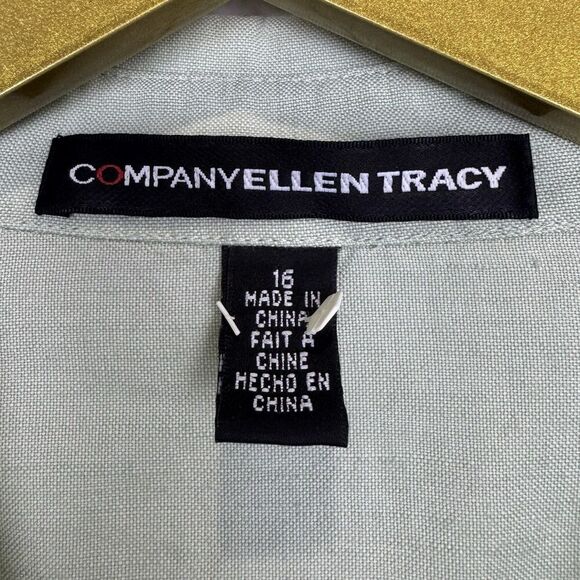 COMPANYELLEN TRACY
16
MADE IN
CHINA
FAIT A
CHINE
HECHO EN
CHINA